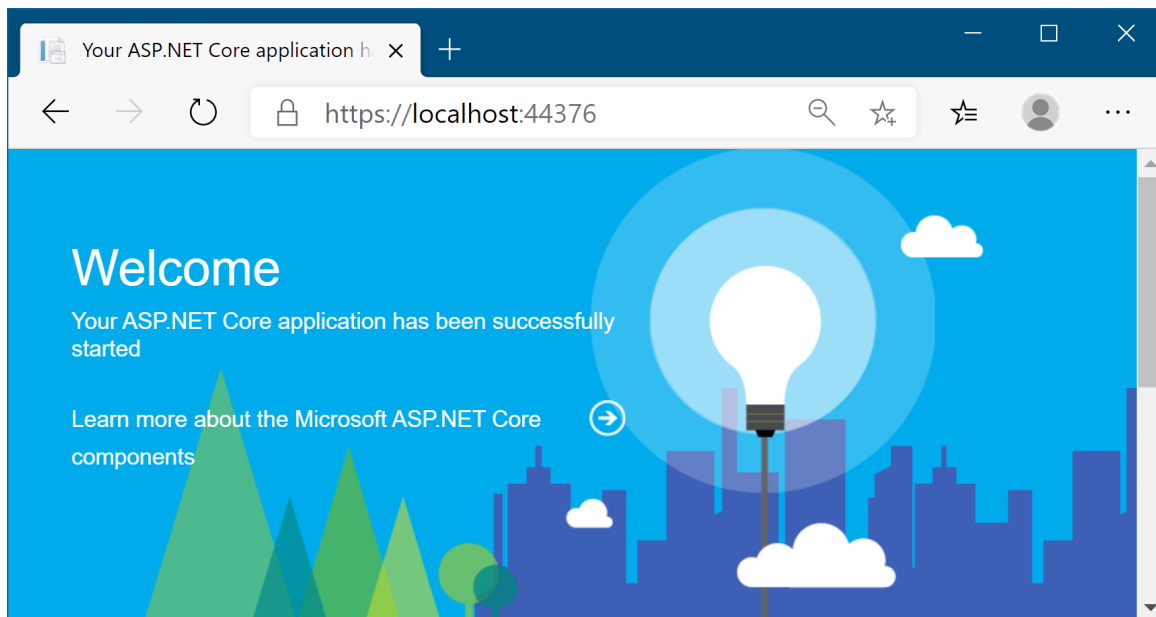 Your ASP.NET Core application h
https://localhost:44376
Welcome
Your ASP.NET Core application has been successfully
started
Learn more about the Microsoft ASP.NET Core
components